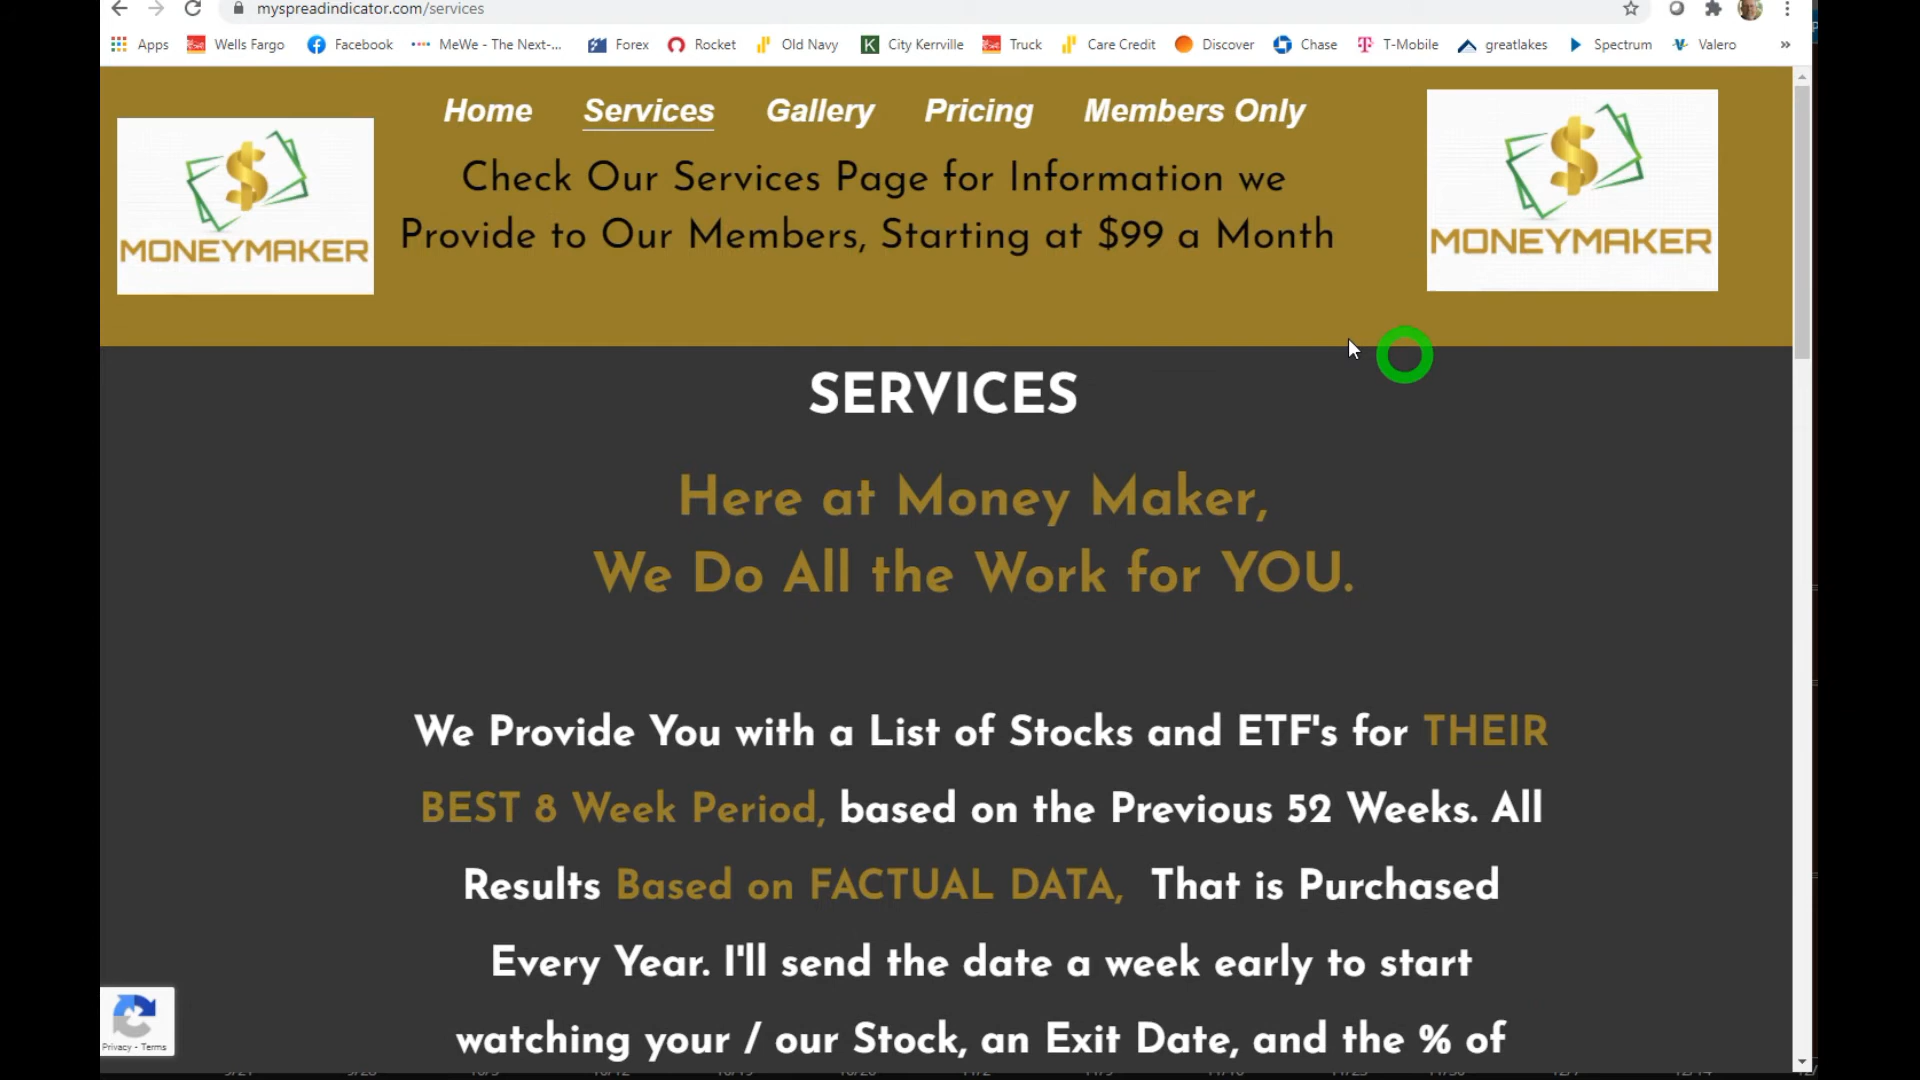 myspreadindicator.com/services
Apps Wells Fargo Facebook MeWe - The Next-... Forex Rocket Old Navy City Kerrville Truck Care Credit Discover Chase T-Mobile greatlakes Spectrum Valero »
Home Services Gallery Pricing Members Only
Check Our Services Page for Information we
Provide to Our Members, Starting at $99 a Month
MONEYMAKER
MONEYMAKER
SERVICES
Here at Money Maker,
We Do All the Work for YOU.
We Provide You with a List of Stocks and ETF's for THEIR
BEST 8 Week Period, based on the Previous 52 Weeks. All
Results Based on FACTUAL DATA, That is Purchased
Every Year. I'll send the date a week early to start
watching your / our Stock, an Exit Date, and the % of
Privacy - Terms